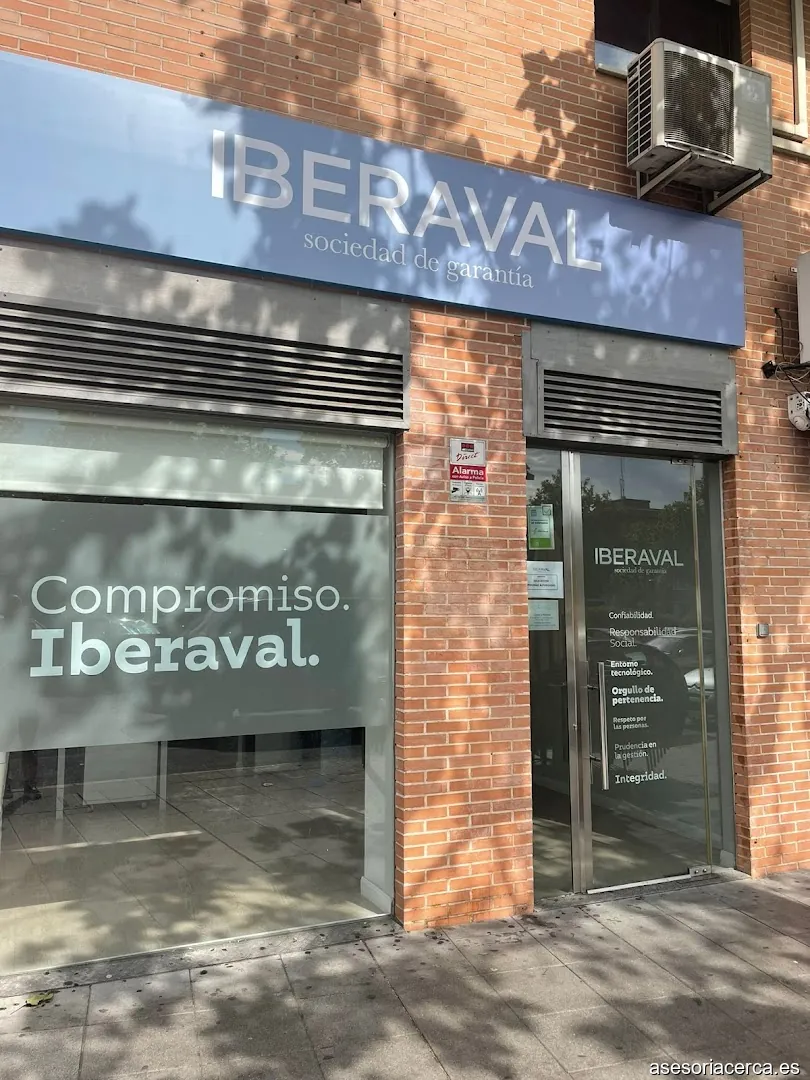 IBERAVAL
sociedad de garantía
Direct
Alarma
Compromiso.
Iberaval.
IBERAVAL
sociedad de garantía
Confiabilidad.
Responsabilidad
Social.
Entorno
tecnológico.
Orgullo de
pertenencia.
Respeto por
las personas.
Prudencia en
la gestión.
Integridad.
asesoriacerca.es